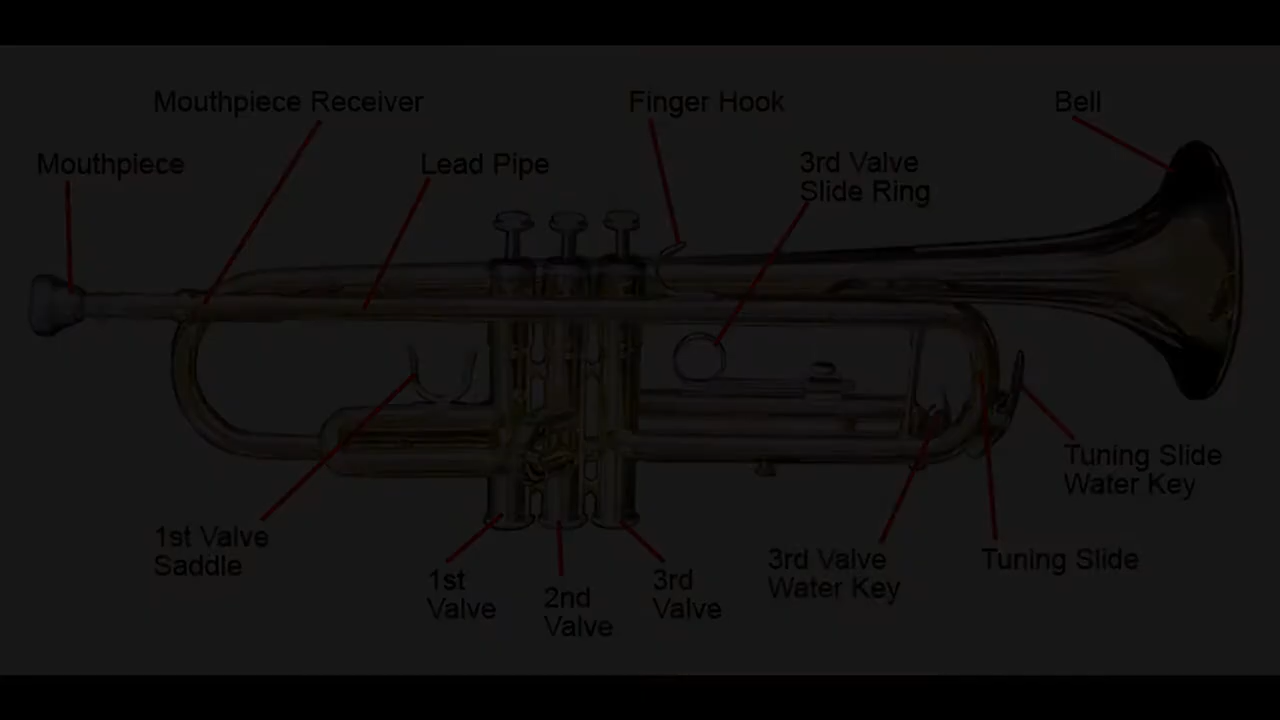 Mouthpiece Receiver
Finger Hook
Bell
Mouthpiece
Lead Pipe
3rd Valve
Slide Ring
Tuning Slide
Water Key
1st Valve
Saddle
3rd Valve
Water Key
Tuning Slide
1st
Valve
2nd
Valve
3rd
Valve